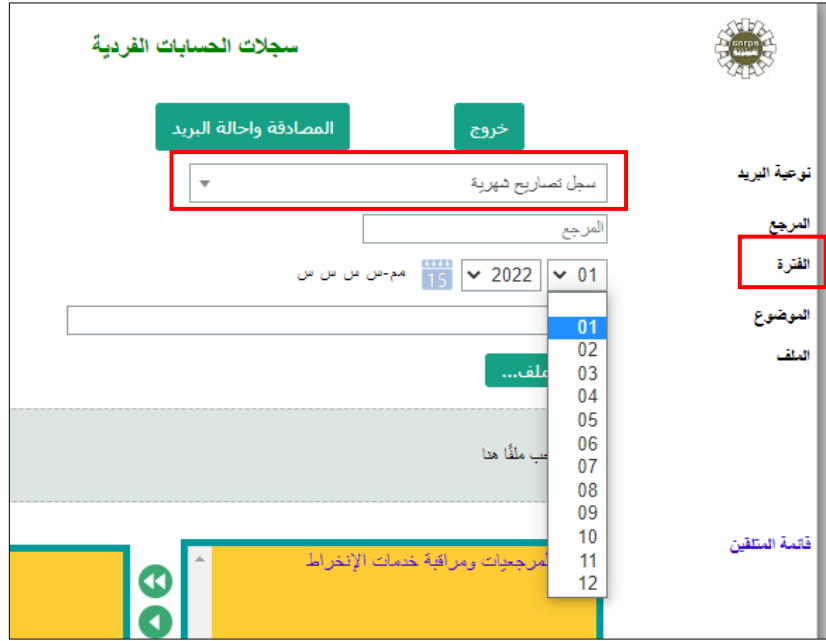 cnrps
سجلات الحسابات الفردية
خروج
المصادقة واحالة البريد
نوعية البريد
سجل تصاريح شهرية
المرجع
المرجع
الفترة
01
2022
15
مم-س س س س
01
02
03
04
05
06
07
08
09
10
11
12
الموضوع
الملف
ملف...
ملفًا هنا
قائمة المتلقين
المرجعيات ومراقبة خدمات الإنخراط